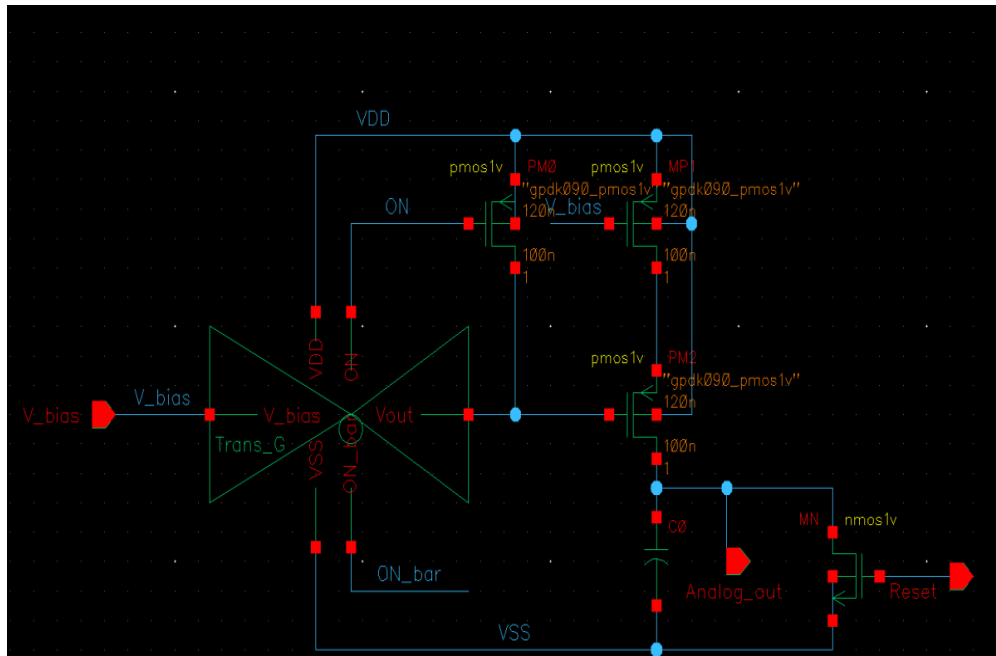 VDD
pmos1v PM0
"gpdk090_pmos1v"
120n
100n
1
pmos1v MP1
"gpdk090_pmos1v"
120n
100n
1
ON
V_bias
VDD
ON
V_bias
V_bias
V_bias
Vout
Trans_G
VSS
ON_bar
pmos1v PM2
"gpdk090_pmos1v"
120n
100n
1
C0
MN nmos1v
Analog_out
Reset
ON_bar
VSS